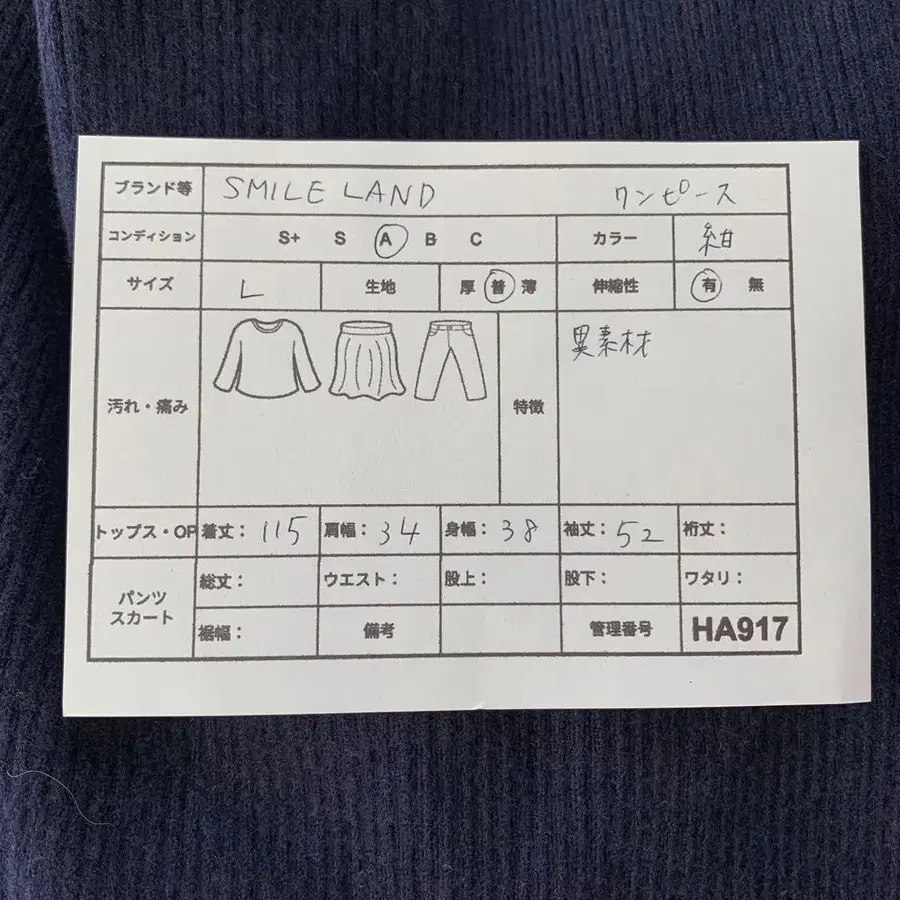 ブランド等 SMILE LAND ワンピース
コンディション S+ S A B C カラー 紺
サイズ L 生地 厚 普 薄 伸縮性 有 無
汚れ・痛み 特徴 異素材
トップス・OP 着丈: 115 肩幅: 34 身幅: 38 袖丈: 52 裄丈:
パンツ スカート 総丈: ウエスト: 股上: 股下: ワタリ:
裾幅: 備考 管理番号 HA917